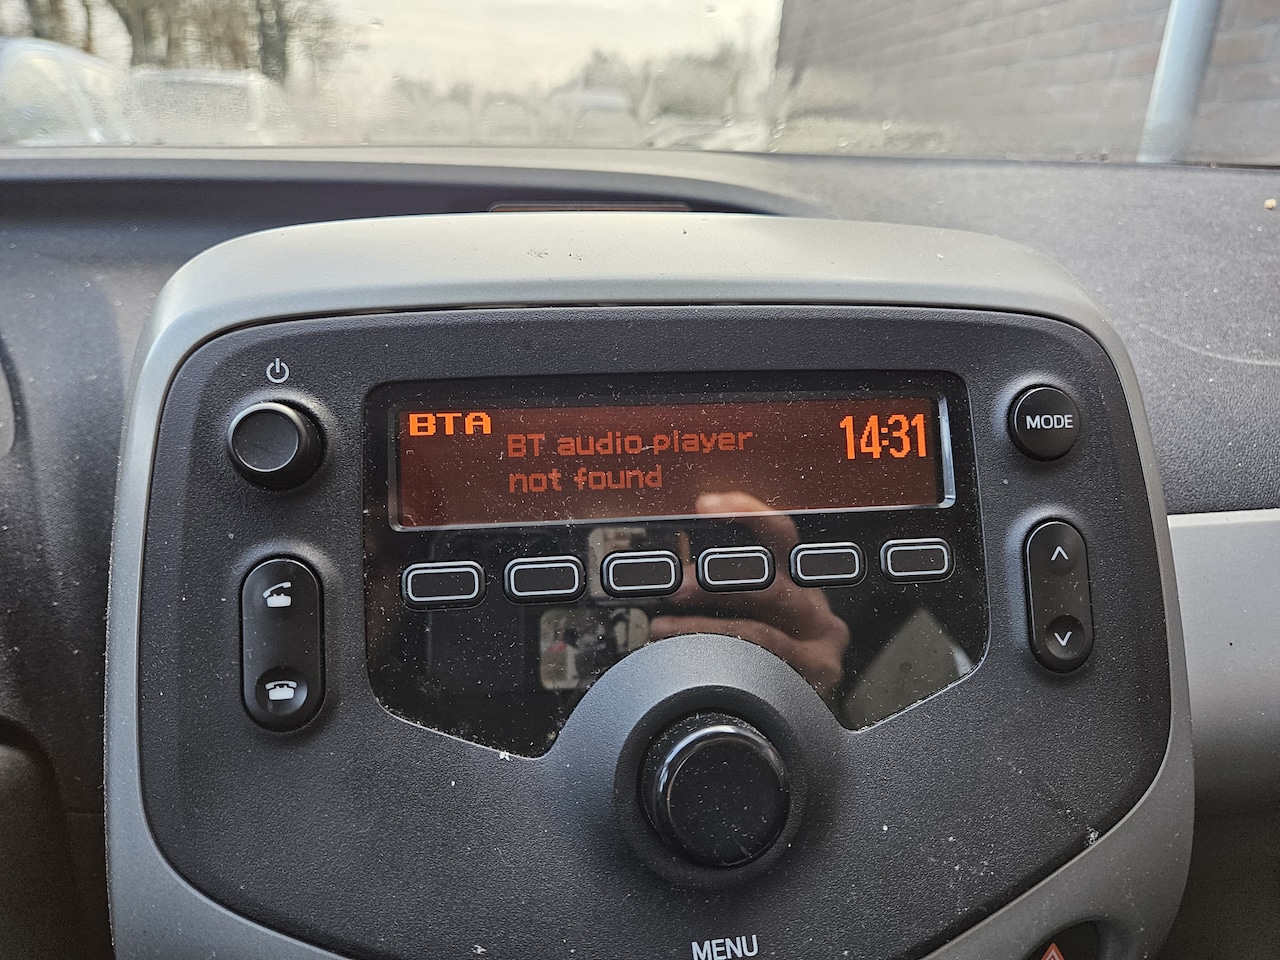 BTA
BT audio player
not found
14:31
MODE
MENU